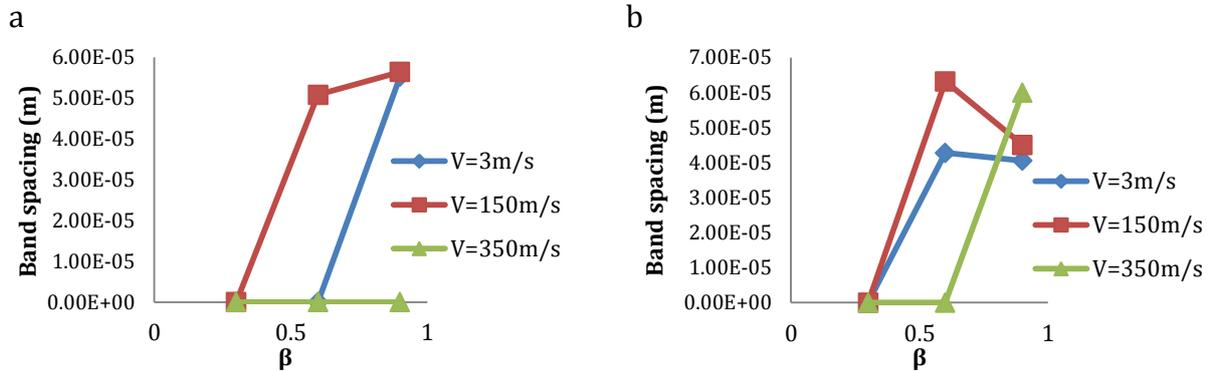 a
Band spacing (m)
6.00E-05
5.00E-05
4.00E-05
3.00E-05
2.00E-05
1.00E-05
0.00E+00
0
0.5
1
β
V=3m/s
V=150m/s
V=350m/s
b
Band spacing (m)
7.00E-05
6.00E-05
5.00E-05
4.00E-05
3.00E-05
2.00E-05
1.00E-05
0.00E+00
0
0.5
1
β
V=3m/s
V=150m/s
V=350m/s